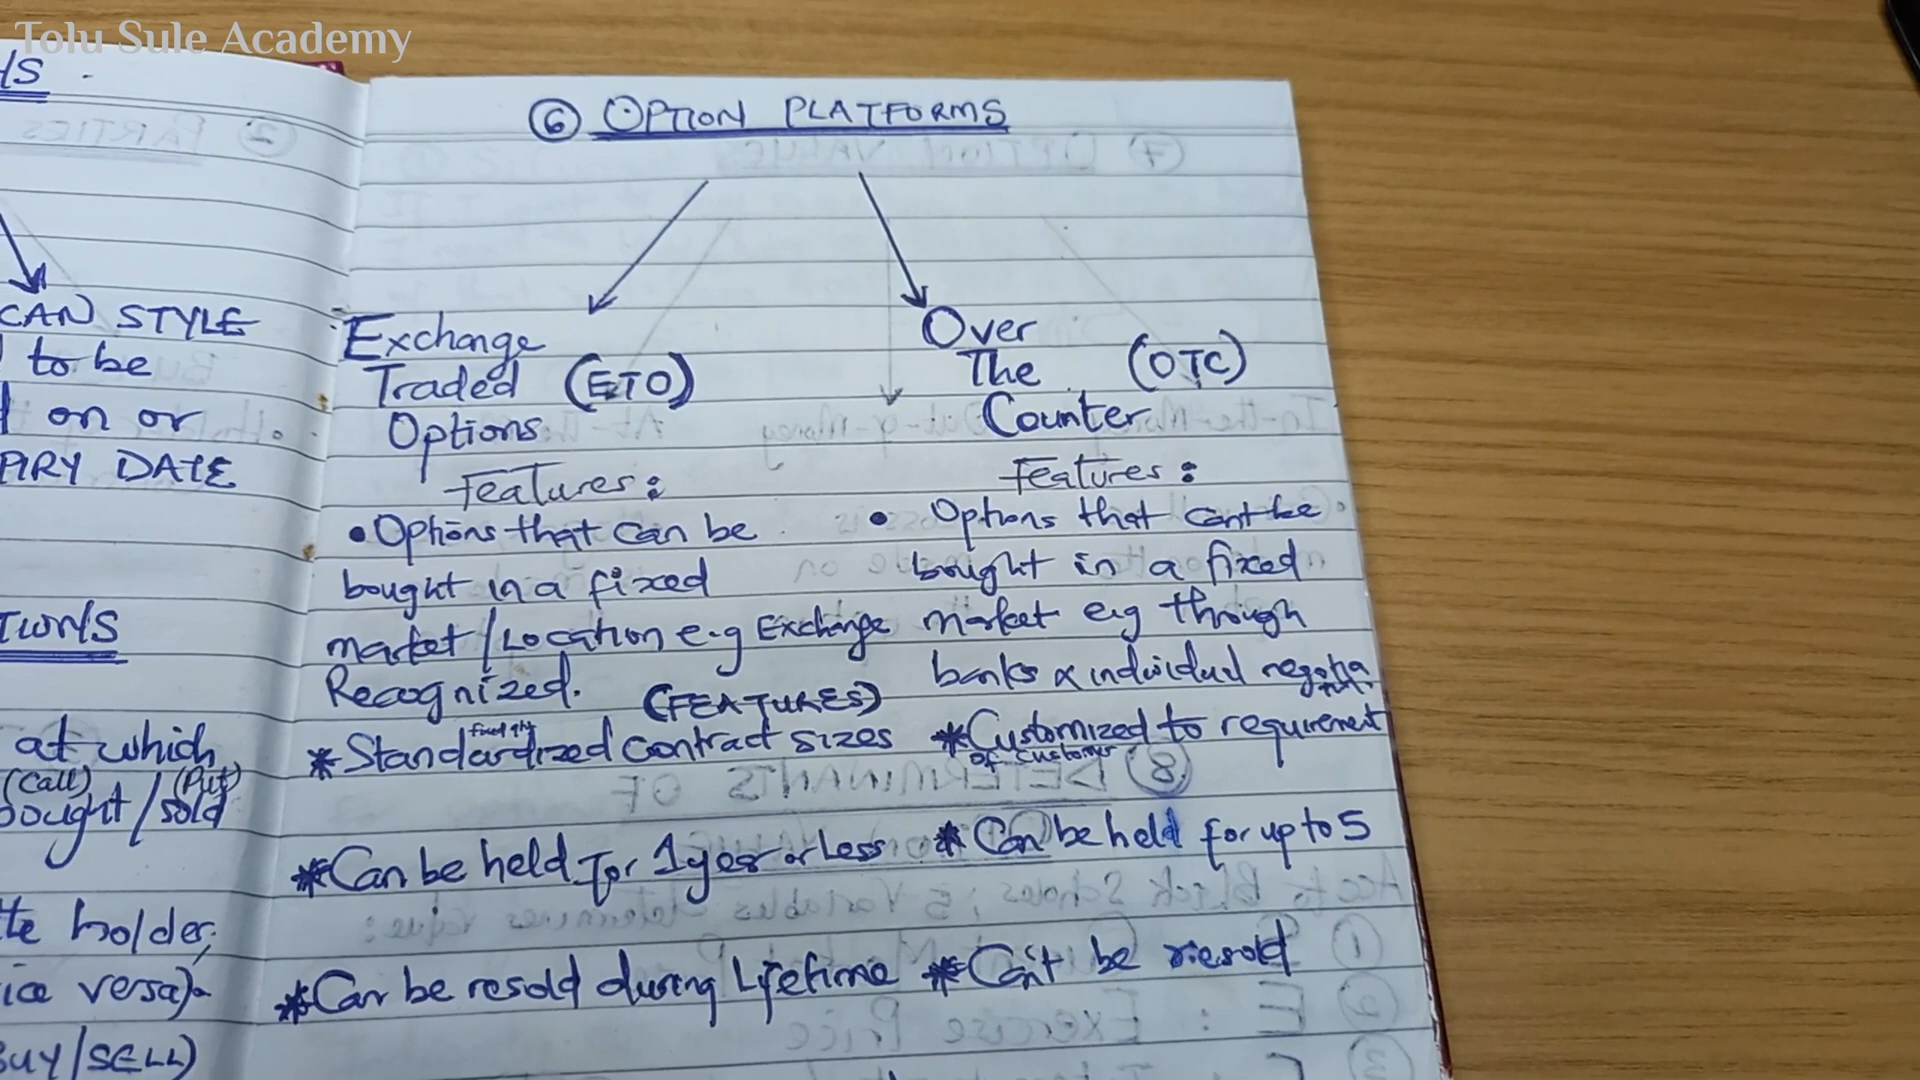 Tolu Sule Academy
⑥ OPTION PLATFORMS
Exchange
Traded (ETO)
Options
Features:
• Options that can be
bought in a fixed
market/Location e.g Exchange
Recognized.
(FEATURES)
* Standardized contract sizes
* Can be held for 1 year or Less
* Can be resold during Lifetime
Over
The (OTC)
Counter
Features:
• Options that cant be
bought in a fixed
market e.g through
banks & individual
* Customized to requirement
of customer
* Can be held for up to 5
* Can't be resold
CAN STYLE
to be
on or
PIRY DATE
at which
(Call) (Put)
bought/sold
holder,
ice versa)
BUY/SELL)